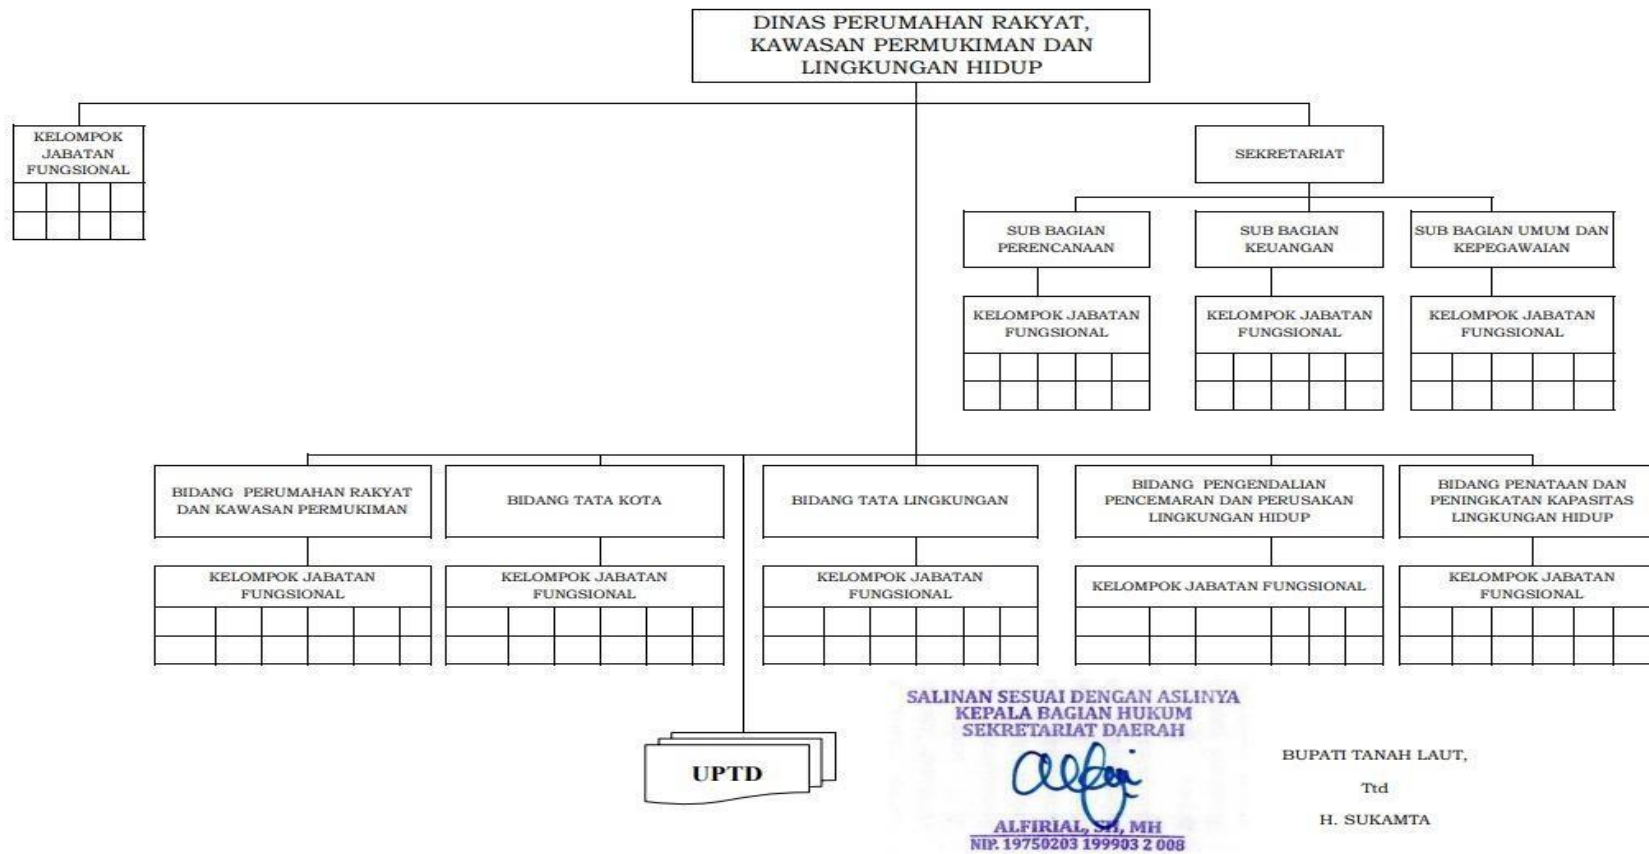 DINAS PERUMAHAN RAKYAT,
KAWASAN PERMUKIMAN DAN
LINGKUNGAN HIDUP
KELOMPOK
JABATAN
FUNGSIONAL
SEKRETARIAT
SUB BAGIAN
PERENCANAAN
SUB BAGIAN
KEUANGAN
SUB BAGIAN UMUM DAN
KEPEGAWAIAN
KELOMPOK JABATAN
FUNGSIONAL
KELOMPOK JABATAN
FUNGSIONAL
KELOMPOK JABATAN
FUNGSIONAL
BIDANG PERUMAHAN RAKYAT
DAN KAWASAN PERMUKIMAN
BIDANG TATA KOTA
BIDANG TATA LINGKUNGAN
BIDANG PENGENDALIAN
PENCEMARAN DAN PERUSAKAN
LINGKUNGAN HIDUP
BIDANG PENATAAN DAN
PENINGKATAN KAPASITAS
LINGKUNGAN HIDUP
KELOMPOK JABATAN
FUNGSIONAL
KELOMPOK JABATAN
FUNGSIONAL
KELOMPOK JABATAN
FUNGSIONAL
KELOMPOK JABATAN FUNGSIONAL
KELOMPOK JABATAN
FUNGSIONAL
UPTD
SALINAN SESUAI DENGAN ASLINYA
KEPALA BAGIAN HUKUM
SEKRETARIAT DAERAH
ALFIRIAL, SH, MH
NIP. 19750203 199903 2 008
BUPATI TANAH LAUT,
Ttd
H. SUKAMTA